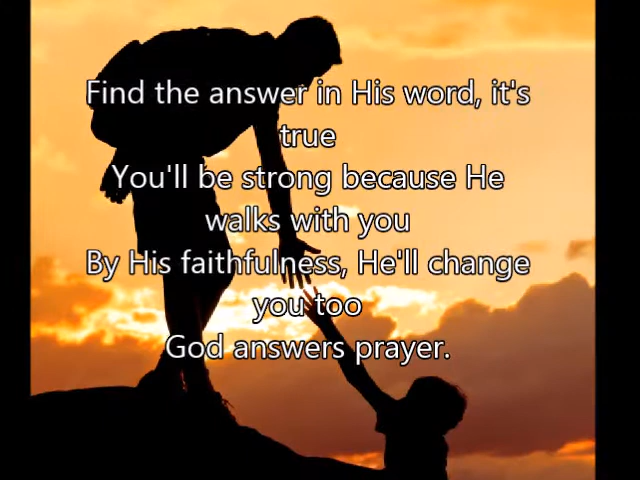 Find the answer in His word, it's
true
You'll be strong because He
walks with you
By His faithfulness, He'll change
you too
God answers prayer.